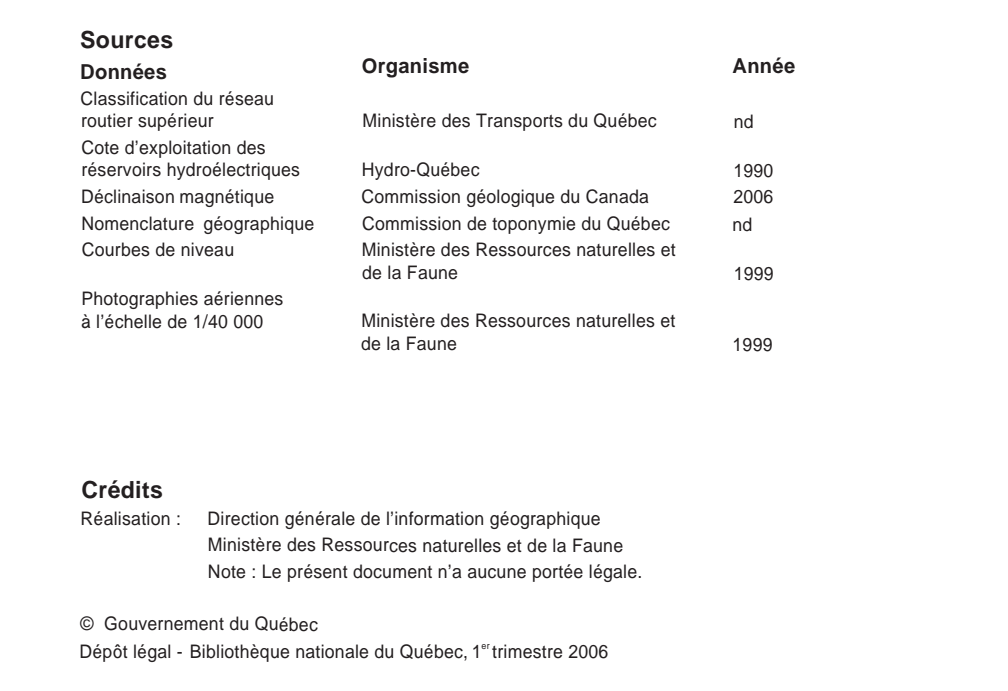 Sources
Données Organisme Année
Classification du réseau
routier supérieur Ministère des Transports du Québec nd
Cote d’exploitation des
réservoirs hydroélectriques Hydro-Québec 1990
Déclinaison magnétique Commission géologique du Canada 2006
Nomenclature géographique Commission de toponymie du Québec nd
Courbes de niveau Ministère des Ressources naturelles et
de la Faune 1999
Photographies aériennes
à l’échelle de 1/40 000 Ministère des Ressources naturelles et
de la Faune 1999
Crédits
Réalisation : Direction générale de l’information géographique
Ministère des Ressources naturelles et de la Faune
Note : Le présent document n’a aucune portée légale.
© Gouvernement du Québec
Dépôt légal - Bibliothèque nationale du Québec, 1er trimestre 2006